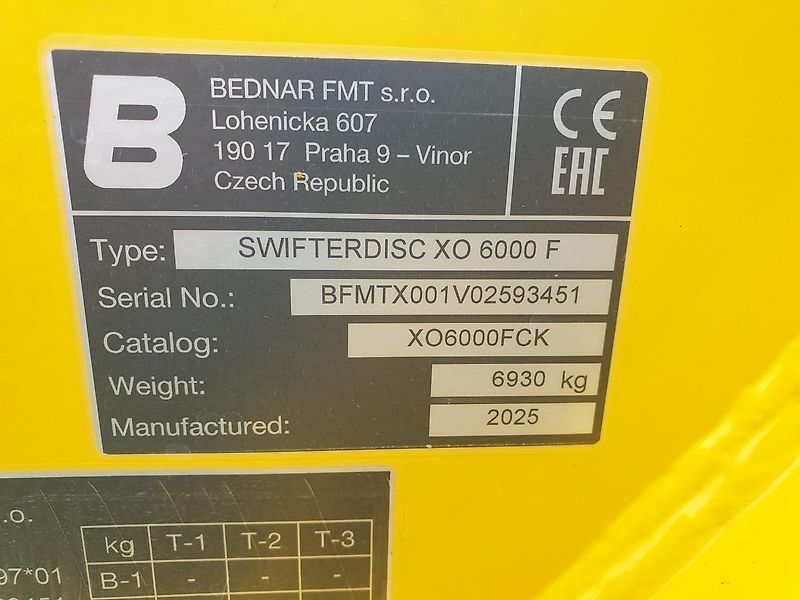 B
BEDNAR FMT s.r.o.
Lohenicka 607
190 17 Praha 9 – Vinor
Czech Republic
CE
EAC
Type: SWIFTERDISC XO 6000 F
Serial No.: BFMTX001V02593451
Catalog: XO6000FCK
Weight: 6930 kg
Manufactured: 2025
.o.
kg T-1 T-2 T-3
97*01 B-1 - - -